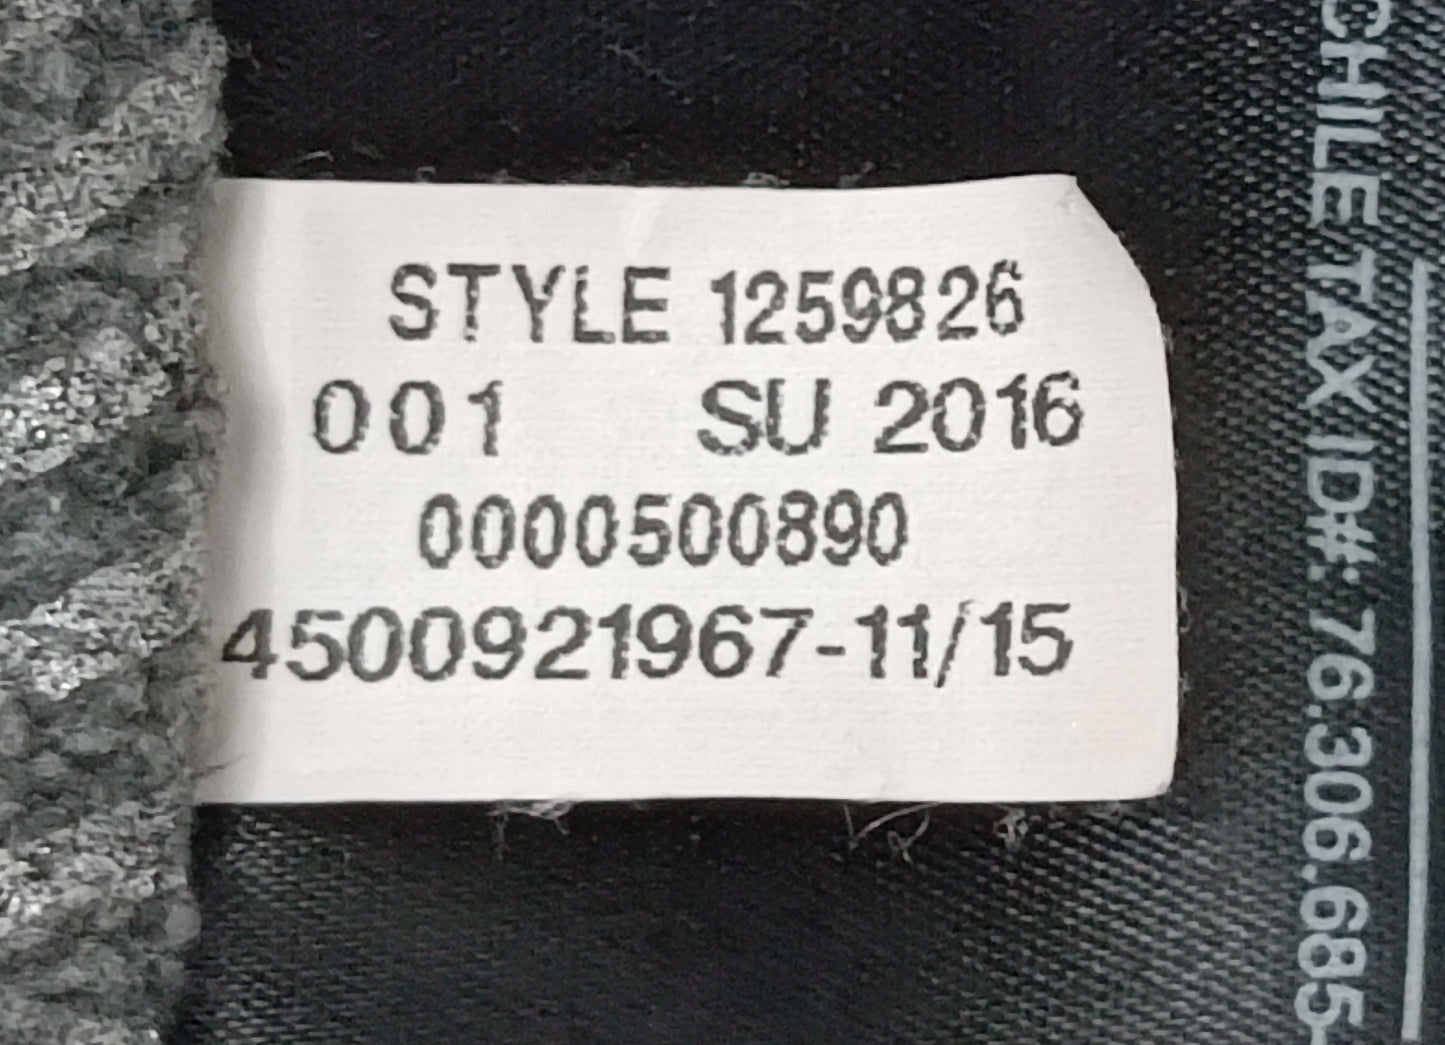 STYLE 1259826
001 SU 2016
0000500890
4500921967-11/15
CHILE TAX ID#: 76.306.685-